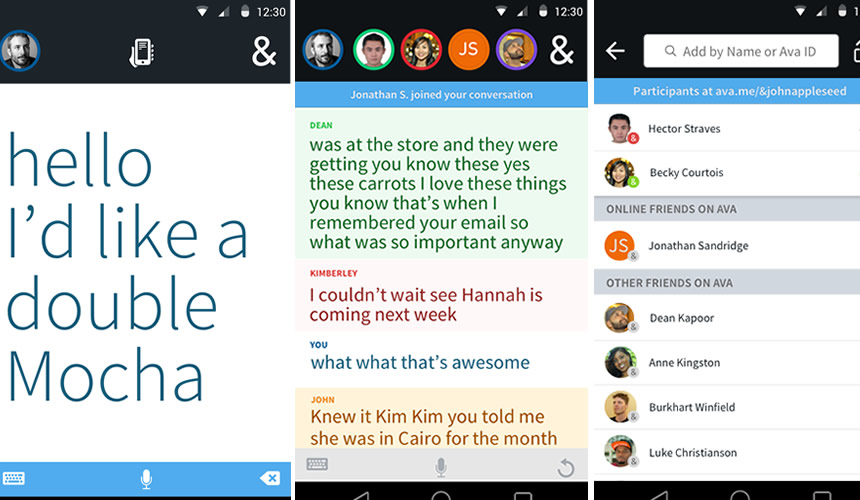 12:30
&
hello
I'd like a
double
Mocha
12:30
JS
&
Jonathan S. joined your conversation
DEAN
was at the store and they were
getting you know these yes
these carrots I love these things
you know that's when I
remembered your email so
what was so important anyway
KIMBERLEY
I couldn't wait see Hannah is
coming next week
YOU
what what that's awesome
JOHN
Knew it Kim Kim you told me
she was in Cairo for the month
1
Add by Name or Ava ID
Participants at ava.me/&johnappleseed
&
Hector Straves
&
Becky Courtois
ONLINE FRIENDS ON AVA
JS
&
Jonathan Sandridge
OTHER FRIENDS ON AVA
&
Dean Kapoor
&
Anne Kingston
&
Burkhart Winfield
&
Luke Christianson